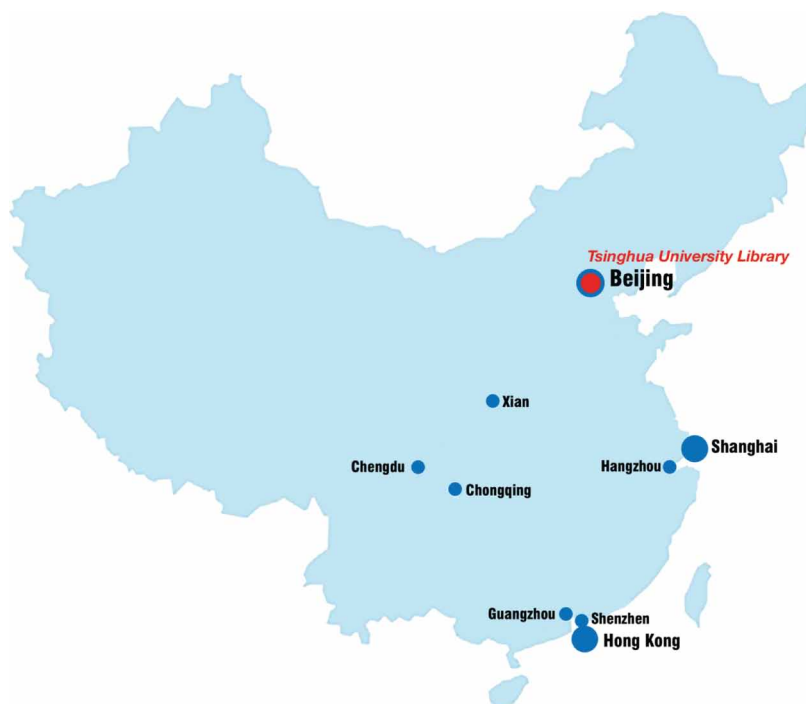 Tsinghua University Library
Beijing
Xian
Shanghai
Chengdu
Hangzhou
Chongqing
Guangzhou
Shenzhen
Hong Kong